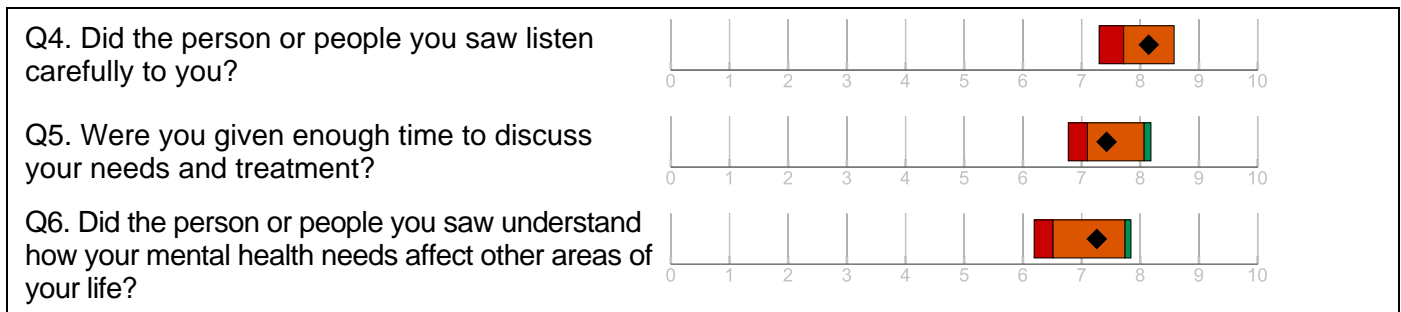 Q4. Did the person or people you saw listen
carefully to you?
0 1 2 3 4 5 6 7 8 9 10
Q5. Were you given enough time to discuss
your needs and treatment?
0 1 2 3 4 5 6 7 8 9 10
Q6. Did the person or people you saw understand
how your mental health needs affect other areas of
your life?
0 1 2 3 4 5 6 7 8 9 10